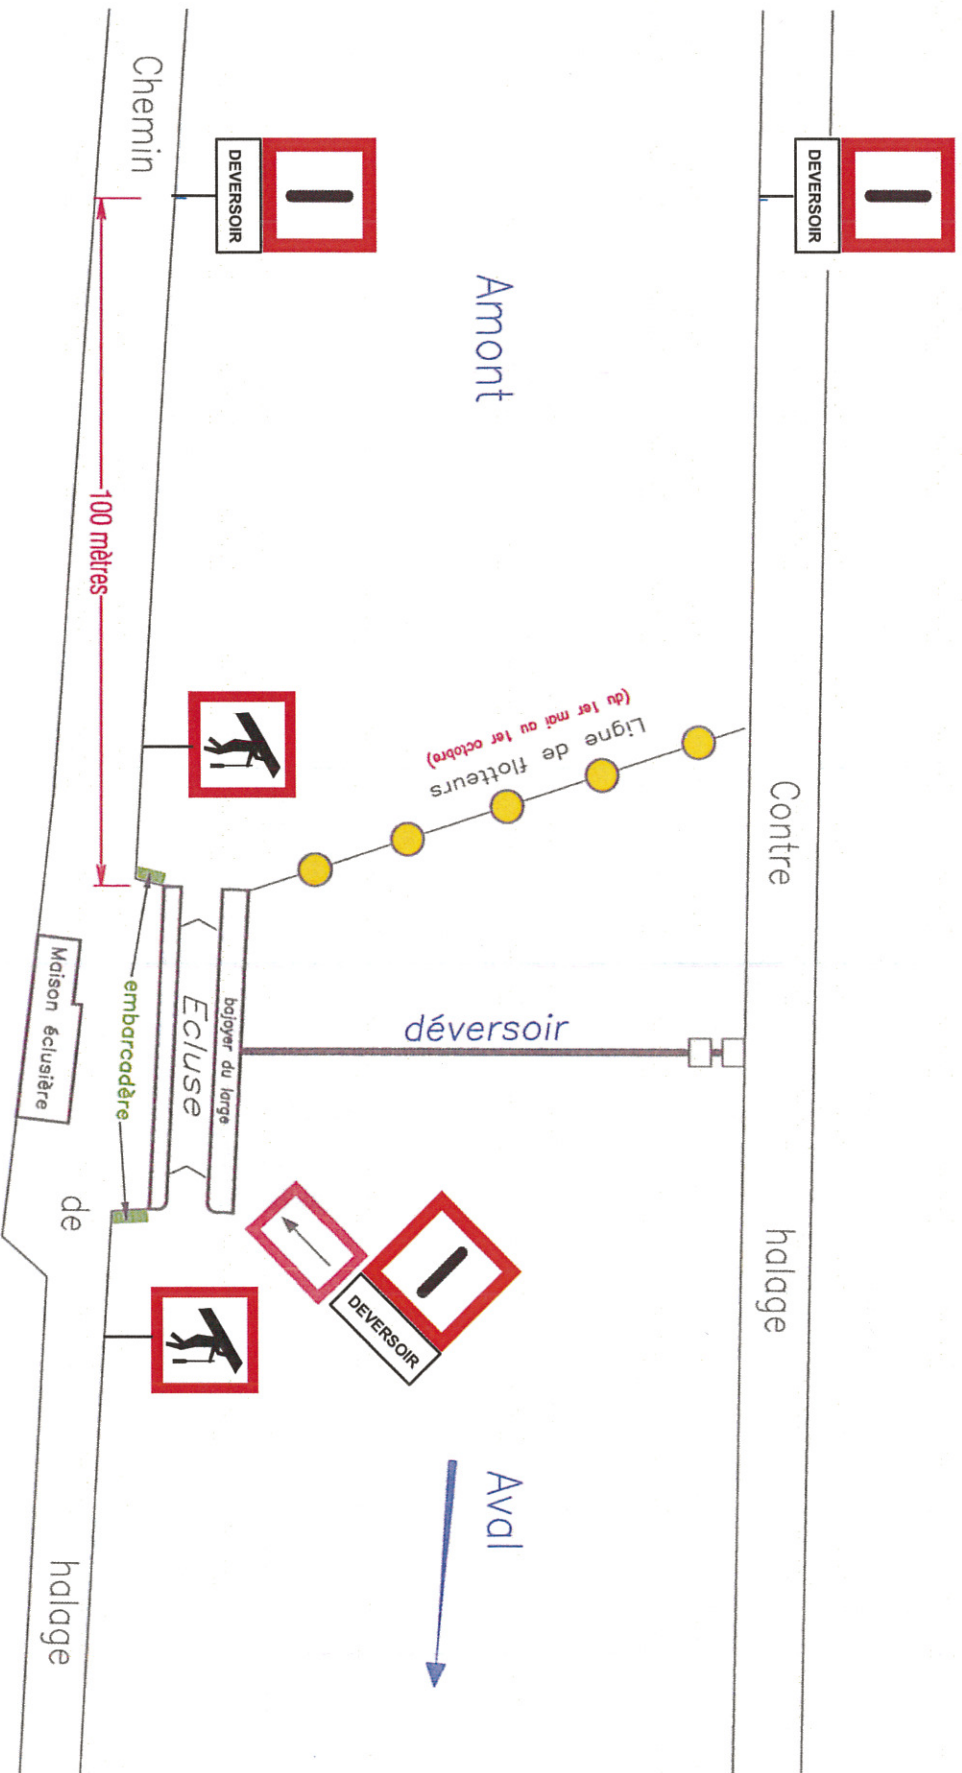 DEVERSOIR
Contre
halage
DEVERSOIR
Amont
Ligne de flotteurs
(du 1er mai au 1er octobre)
déversoir
DEVERSOIR
Aval
bajoyer du large
Ecluse
embarcadère
100 mètres
Chemin
de
halage
Maison éclusière